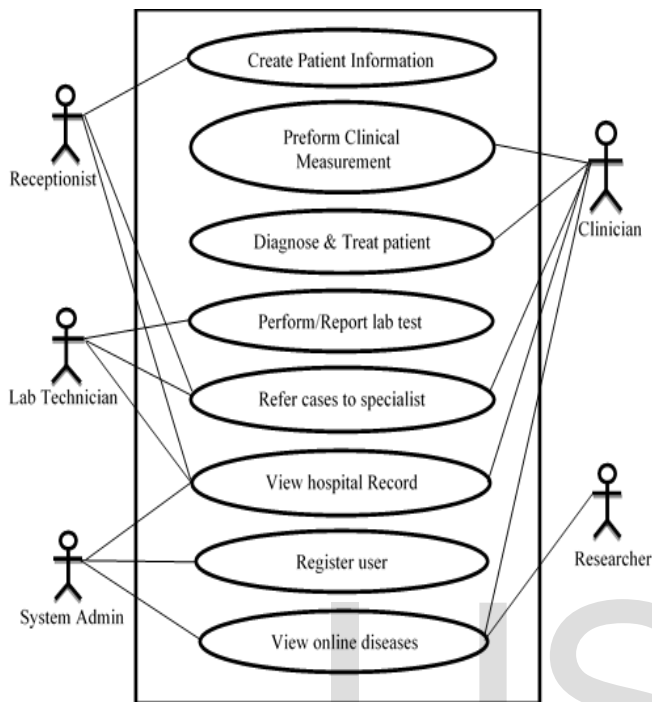 Create Patient Information
Preform Clinical
Measurement
Receptionist
Clinician
Diagnose & Treat patient
Perform/Report lab test
Lab Technician
Refer cases to specialist
View hospital Record
Register user
Researcher
System Admin
View online diseases